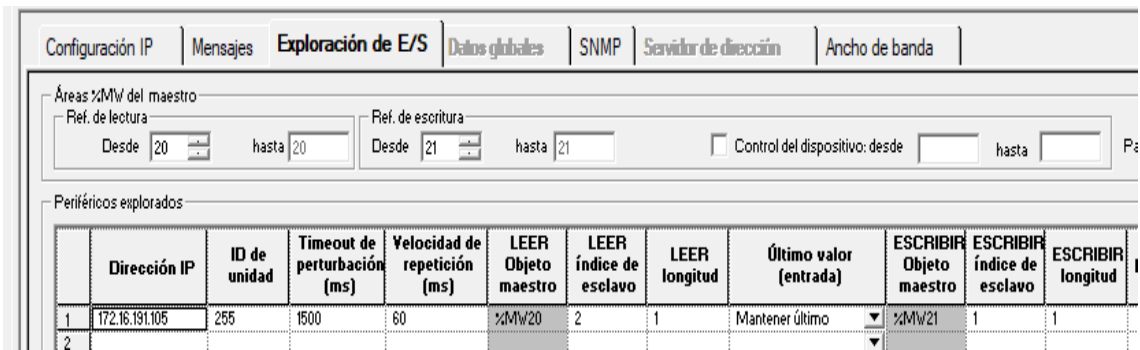 Configuración IP Mensajes Exploración de E/S Datos globales SNMP Servidor de dirección Ancho de banda
Áreas %MW del maestro
Ref. de lectura Ref. de escritura
Desde 20 hasta 20 Desde 21 hasta 21 Control del dispositivo: desde hasta
Periféricos explorados
Dirección IP ID de unidad Timeout de perturbación (ms) Velocidad de repetición (ms) LEER Objeto maestro LEER índice de esclavo LEER longitud Último valor (entrada) ESCRIBIR Objeto maestro ESCRIBIR índice de esclavo ESCRIBIR longitud
1 172.16.191.105 255 1500 60 %MW20 2 1 Mantener último %MW21 1 1
2